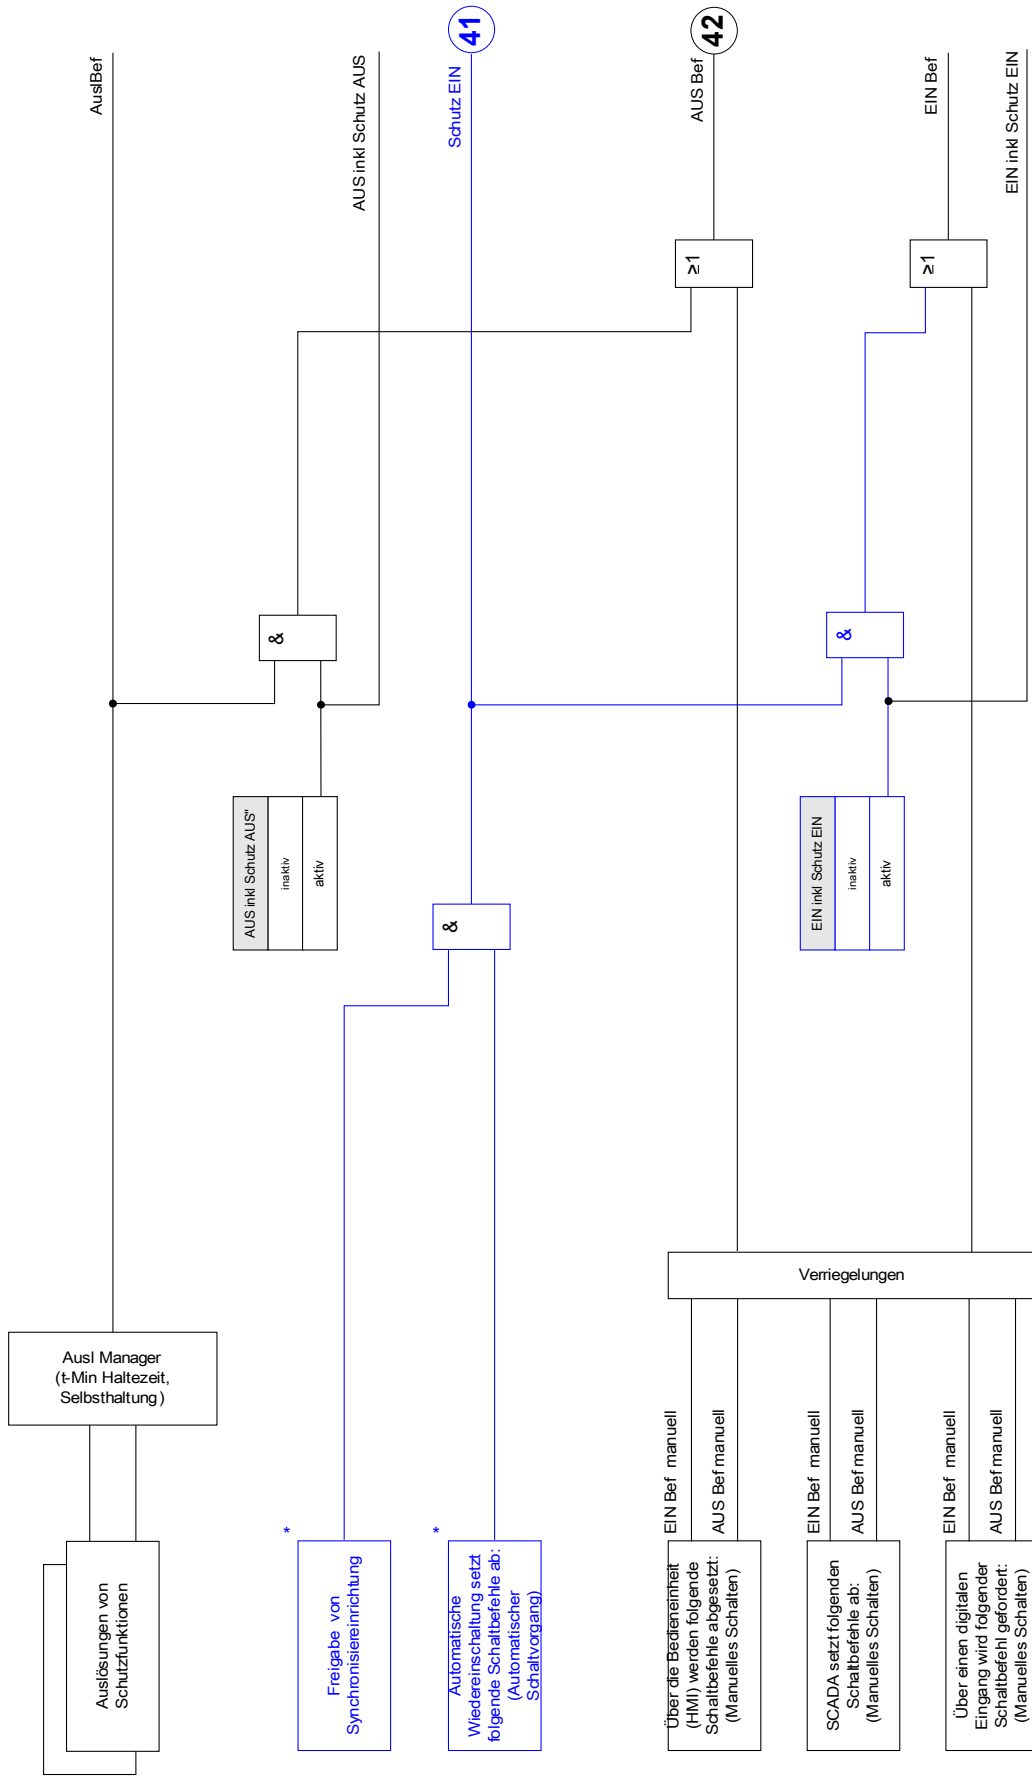 Auslösungen von
Schutzfunktionen
Ausl Manager
(t-Min Haltezeit,
Selbsthaltung)
AuslBef
AUS inkl Schutz AUS"
inaktiv
aktiv
&
AUS inkl Schutz AUS
*
Freigabe von
Synchronisiereinrichtung
*
Automatische
Wiedereinschaltung setzt
folgende Schaltbefehle ab:
(Automatischer
Schaltvorgang)
&
Schutz EIN
41
Über die Bedieneinheit
(HMI) werden folgende
Schaltbefehle abgesetzt:
(Manuelles Schalten)
EIN Bef manuell
AUS Bef manuell
SCADA setzt folgenden
Schaltbefehle ab:
(Manuelles Schalten)
EIN Bef manuell
AUS Bef manuell
Über einen digitalen
Eingang wird folgender
Schaltbefehl gefordert:
(Manuelles Schalten)
EIN Bef manuell
AUS Bef manuell
Verriegelungen
≥1
AUS Bef
42
EIN inkl Schutz EIN
inaktiv
aktiv
&
≥1
EIN Bef
EIN inkl Schutz EIN